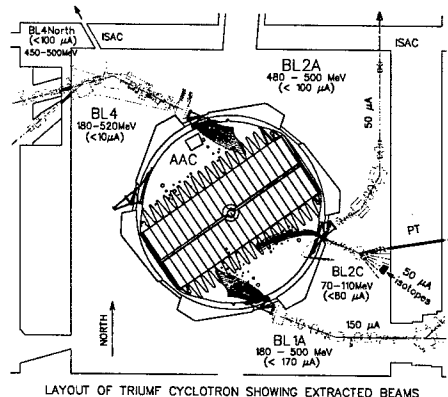 BL4North
(<100 μA)
450-500MeV
ISAC
ISAC
BL2A
480 - 500 MeV
(< 100 μA)
BL4
180-520MeV
(<10μA)
AAC
50 μA
PT
BL2C
70-110MeV
(<80 μA)
50 μA
isotopes
NORTH
BL1A
180 - 500 MeV
(< 170 μA)
150 μA
LAYOUT OF TRIUMF CYCLOTRON SHOWING EXTRACTED BEAMS